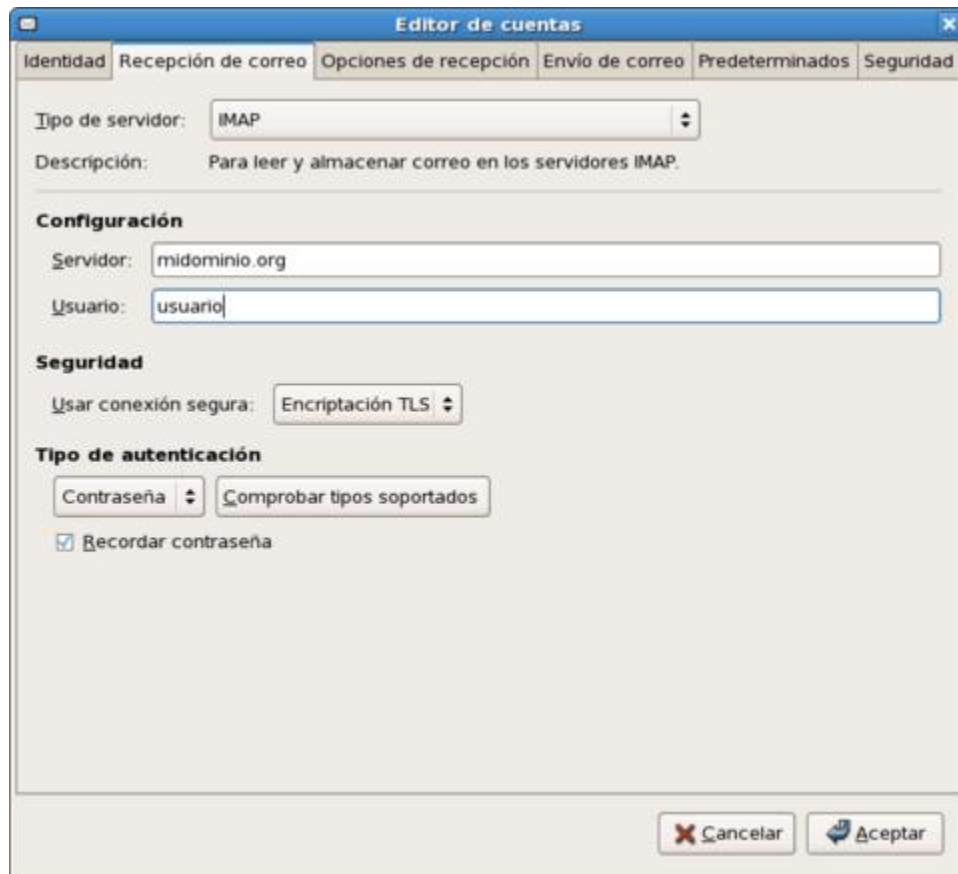 Editor de cuentas
Identidad Recepción de correo Opciones de recepción Envío de correo Predeterminados Seguridad
Tipo de servidor: IMAP
Descripción: Para leer y almacenar correo en los servidores IMAP.
Configuración
Servidor: midominio.org
Usuario: usuario
Seguridad
Usar conexión segura: Encriptación TLS
Tipo de autenticación
Contraseña Comprobar tipos soportados
Recordar contraseña
Cancelar Aceptar